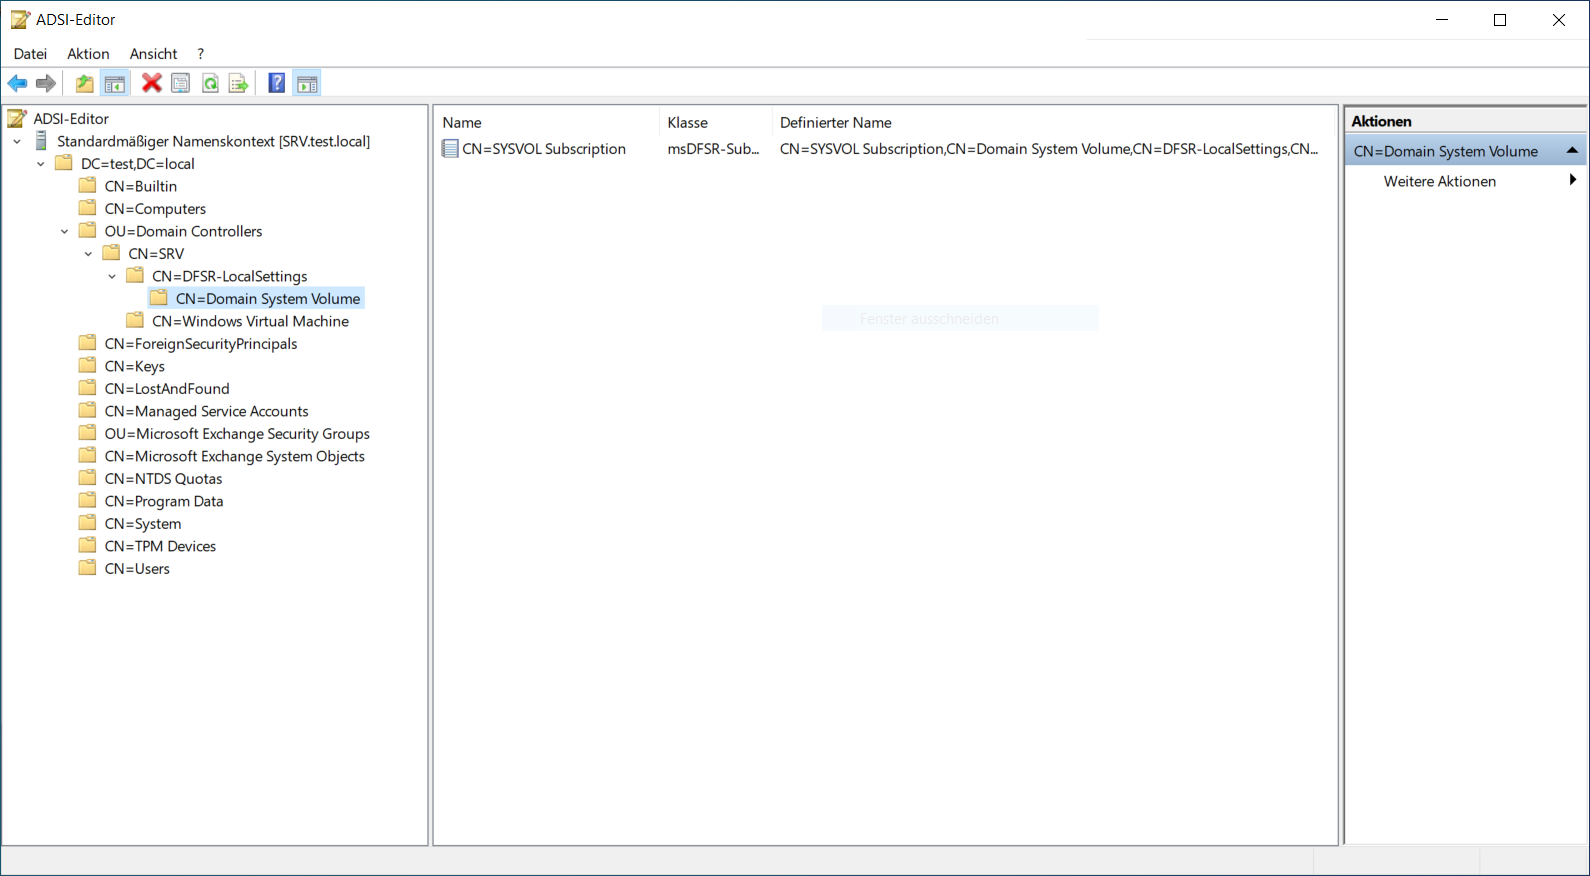 ADSI-Editor
Datei Aktion Ansicht ?
ADSI-Editor
Standardmäßiger Namenskontext [SRV.test.local]
DC=test,DC=local
CN=Builtin
CN=Computers
OU=Domain Controllers
CN=SRV
CN=DFSR-LocalSettings
CN=Domain System Volume
CN=Windows Virtual Machine
CN=ForeignSecurityPrincipals
CN=Keys
CN=LostAndFound
CN=Managed Service Accounts
OU=Microsoft Exchange Security Groups
CN=Microsoft Exchange System Objects
CN=NTDS Quotas
CN=Program Data
CN=System
CN=TPM Devices
CN=Users
Name Klasse Definierter Name
CN=SYSVOL Subscription msDFSR-Sub... CN=SYSVOL Subscription,CN=Domain System Volume,CN=DFSR-LocalSettings,CN...
Fenster ausschneiden
Aktionen
CN=Domain System Volume
Weitere Aktionen